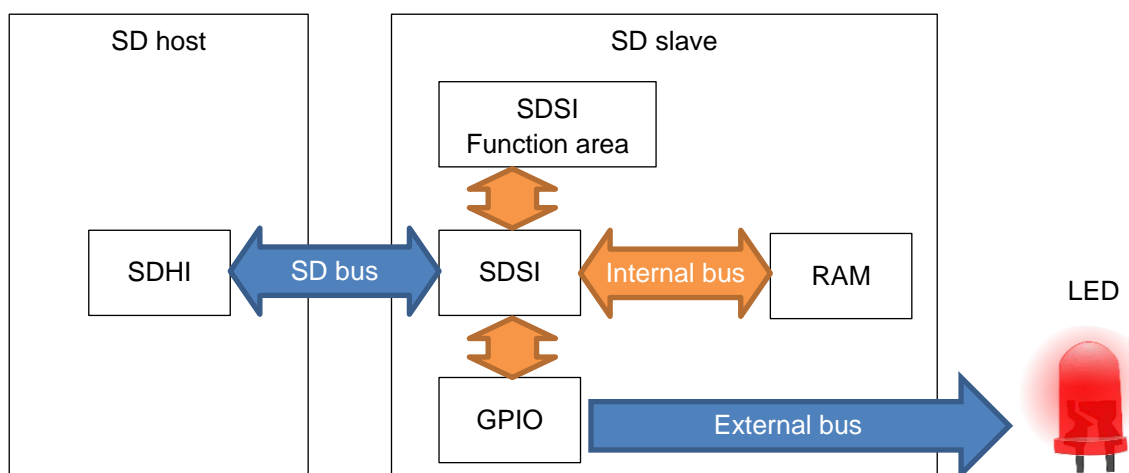 SD host
SD slave
SDSI
Function area
SDHI
SD bus
SDSI
Internal bus
RAM
LED
GPIO
External bus